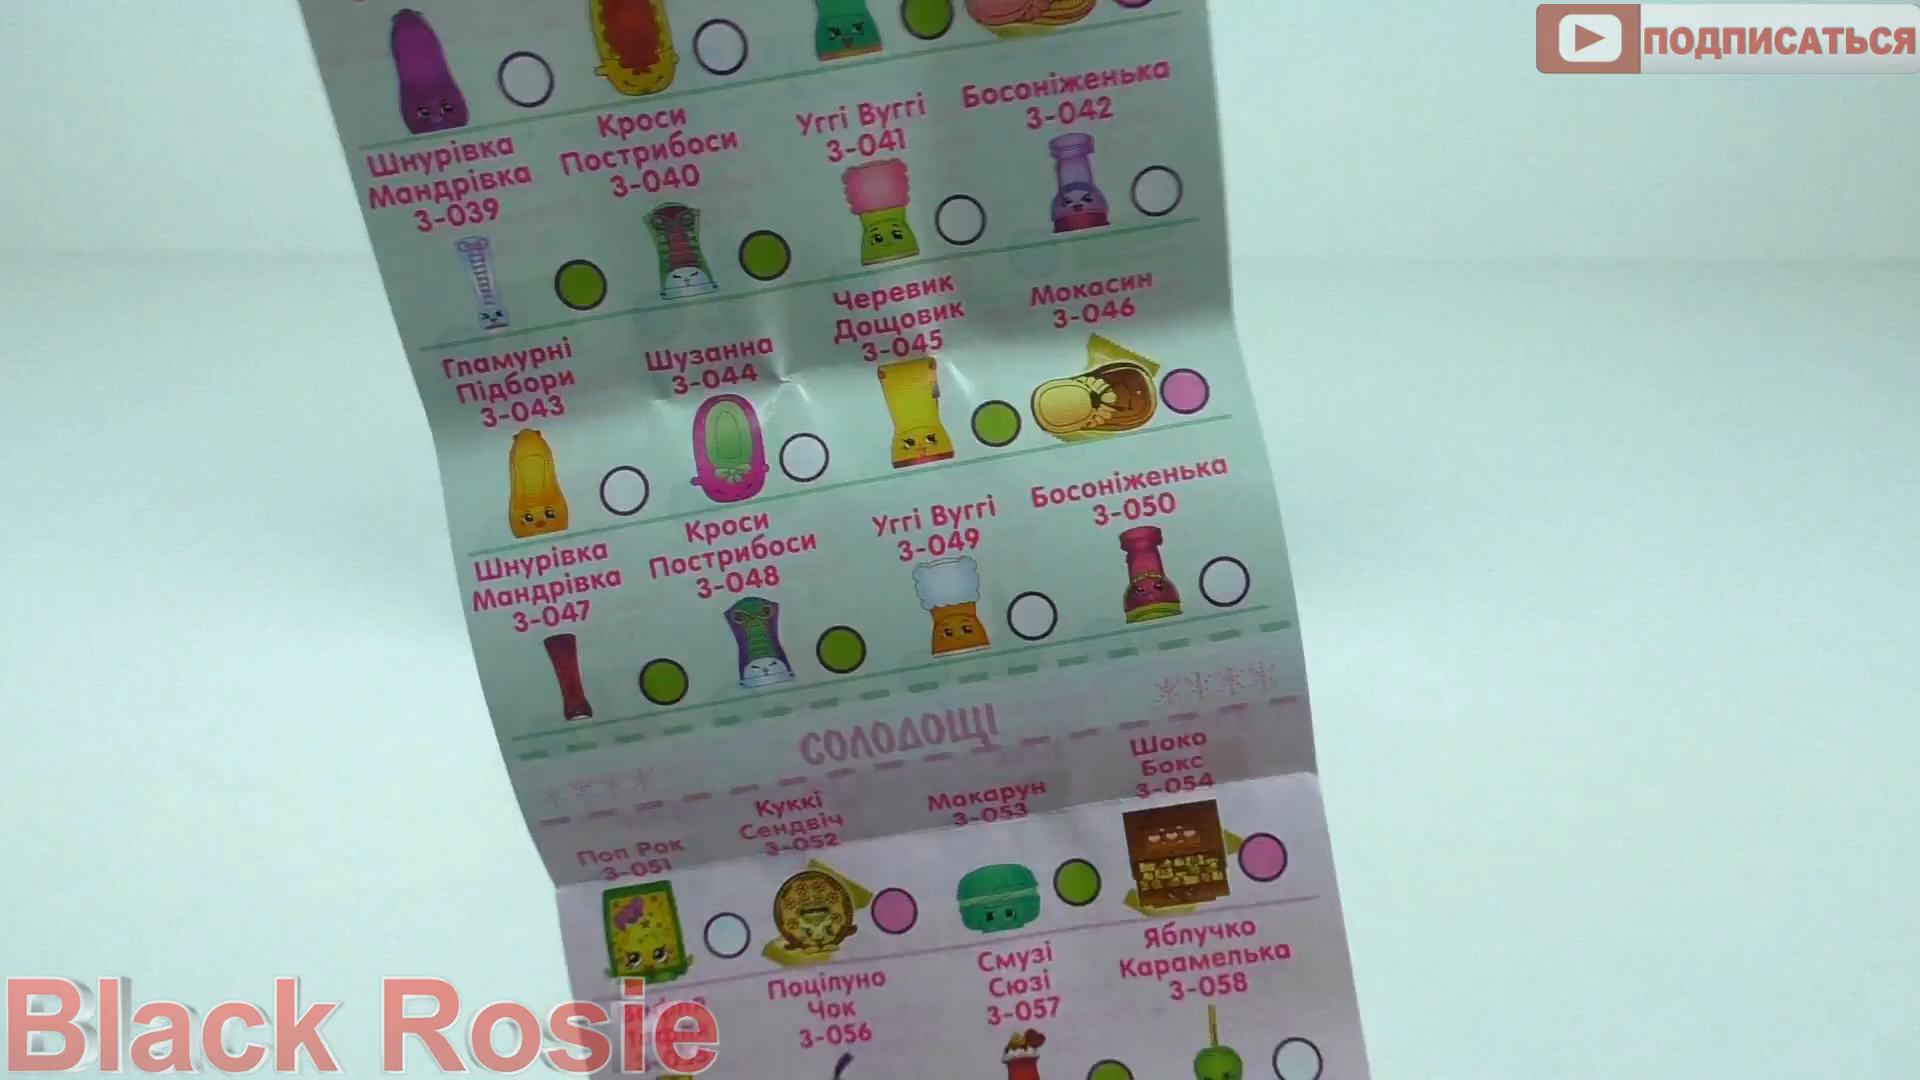 ПОДПИСАТЬСЯ
Шнурівка
Мандрівка
3-039
Кроси
Пострибоси
3-040
Уггі Вуггі
3-041
Босоніженька
3-042
Гламурні
Підбори
3-043
Шузанна
3-044
Черевик
Дощовик
3-045
Мокасин
3-046
Шнурівка
Мандрівка
3-047
Кроси
Пострибоси
3-048
Уггі Вуггі
3-049
Босоніженька
3-050
СОЛОДОЩІ
Поп Рок
3-051
Куккі
Сендвіч
3-052
Макарун
3-053
Шоко
Бокс
3-054
Поцілуно
Чок
3-056
Смузі
Сюзі
3-057
Яблучко
Карамелька
3-058
Black Rosie